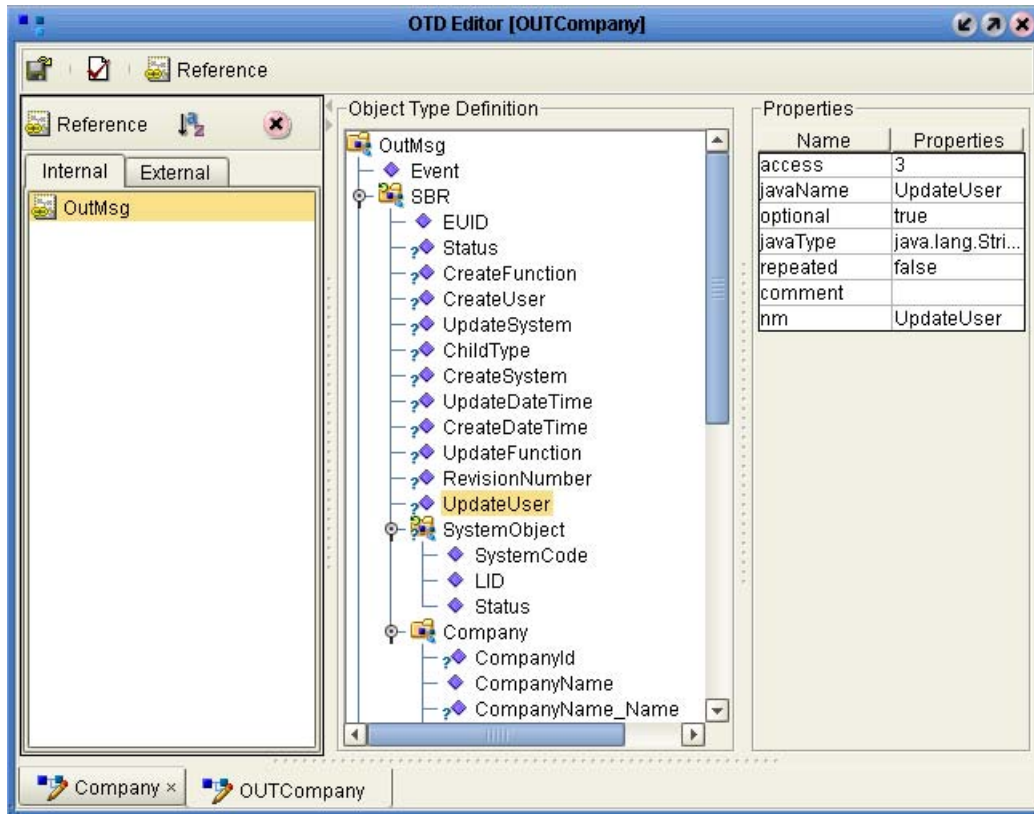 OTD Editor [OUTCompany]
Reference
Reference
Internal External
OutMsg
Object Type Definition
OutMsg
Event
SBR
EUID
Status
CreateFunction
CreateUser
UpdateSystem
ChildType
CreateSystem
UpdateDateTime
CreateDateTime
UpdateFunction
RevisionNumber
UpdateUser
SystemObject
SystemCode
LID
Status
Company
CompanyId
CompanyName
CompanyName_Name
Properties
Name Properties
access 3
javaName UpdateUser
optional true
javaType java.lang.Stri...
repeated false
comment
nm UpdateUser
Company ×
OUTCompany